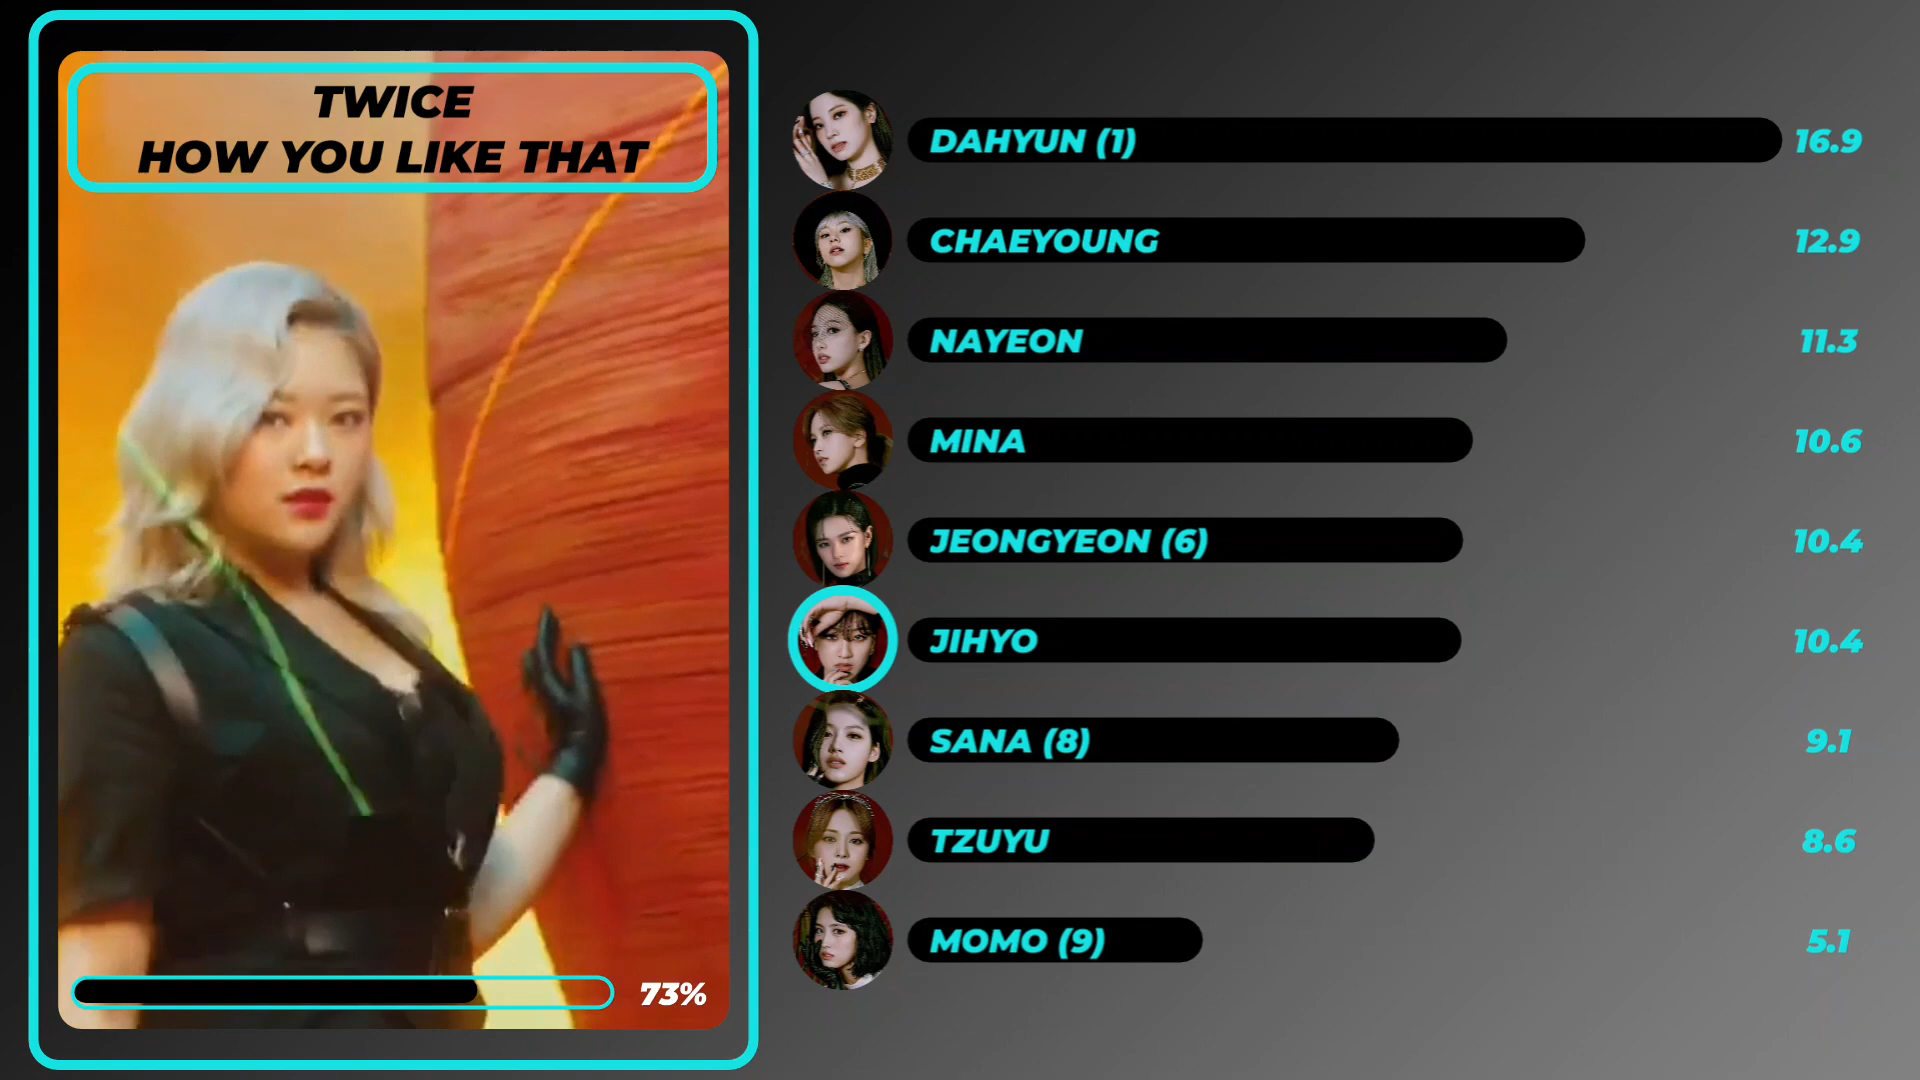 TWICE
HOW YOU LIKE THAT
DAHYUN (1) 16.9
CHAEYOUNG 12.9
NAYEON 11.3
MINA 10.6
JEONGYEON (6) 10.4
JIHYO 10.4
SANA (8) 9.1
TZUYU 8.6
MOMO (9) 5.1
73%